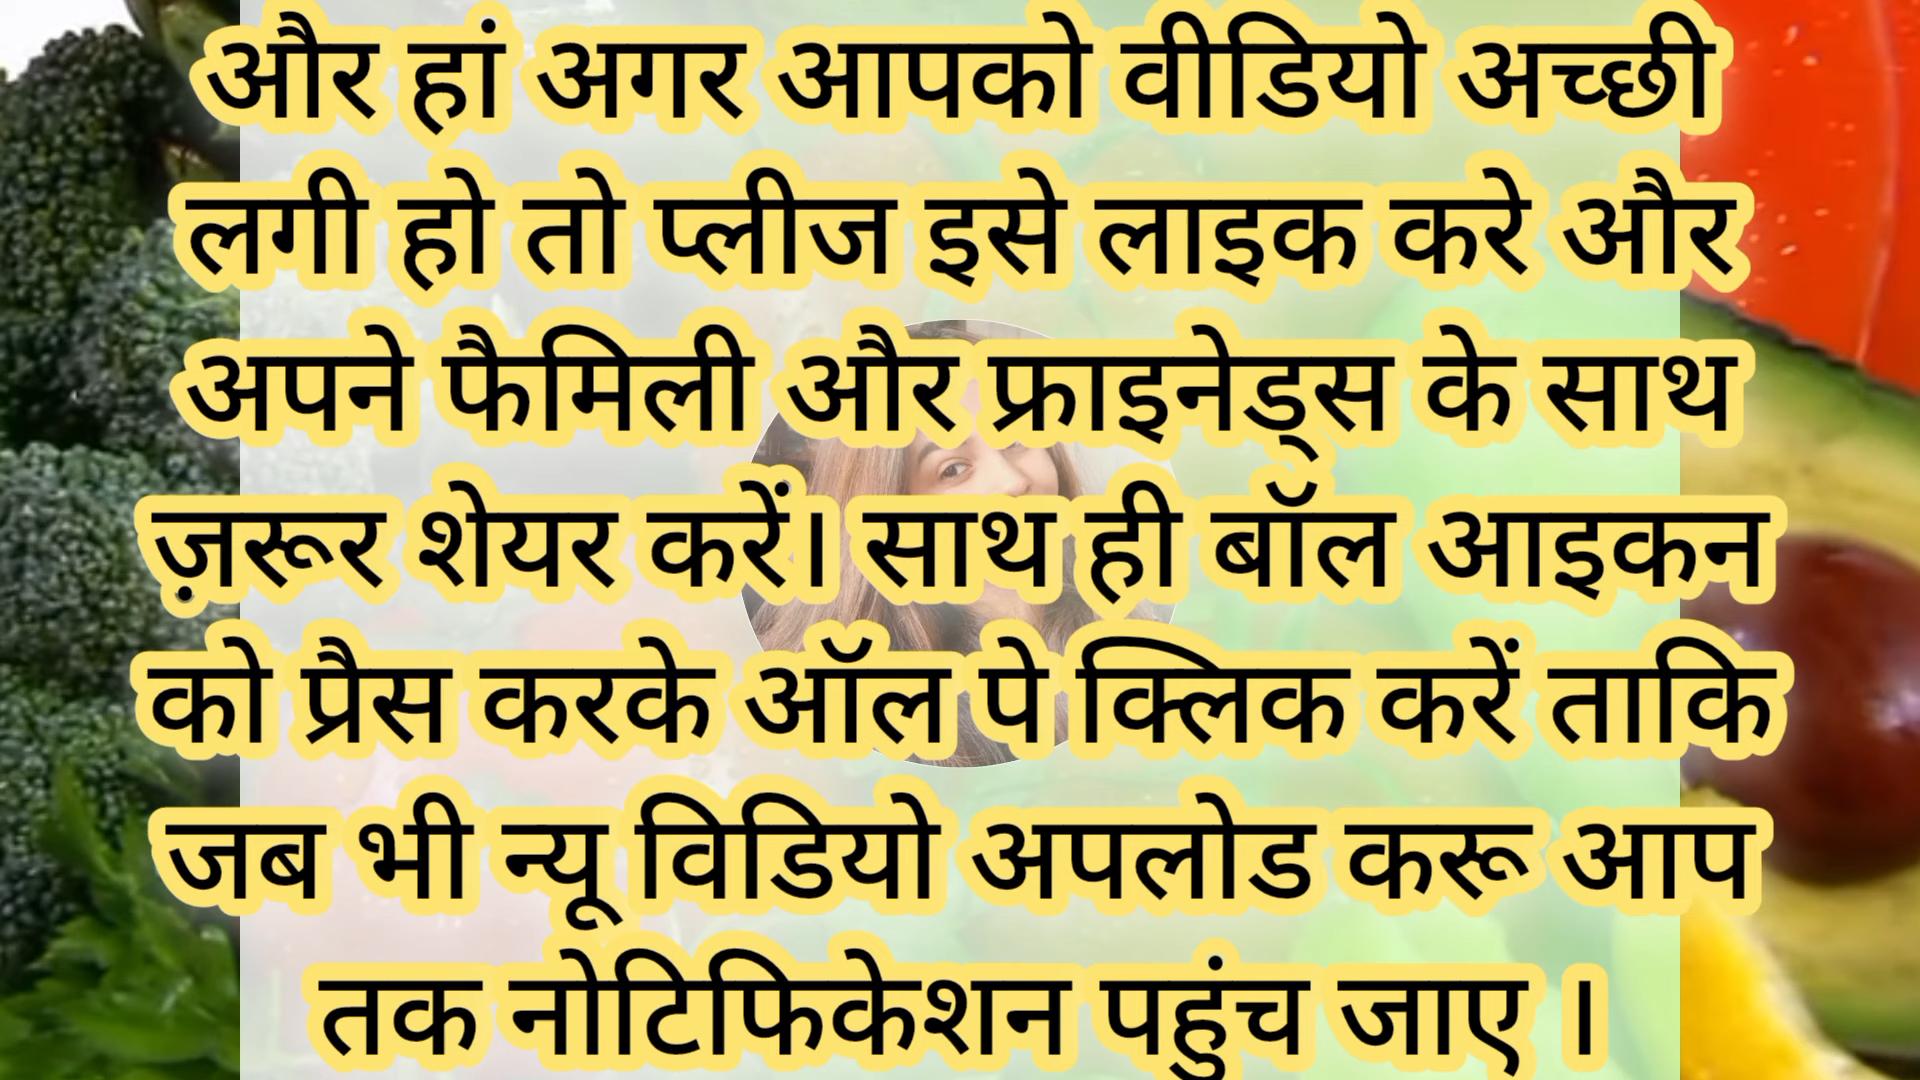 और हां अगर आपको वीडियो अच्छी
लगी हो तो प्लीज इसे लाइक करे और
अपने फैमिली और फ्राइनेड्स के साथ
ज़रूर शेयर करें। साथ ही बॉल आइकन
को प्रैस करके ऑल पे क्लिक करें ताकि
जब भी न्यू विडियो अपलोड करू आप
तक नोटिफिकेशन पहुंच जाए ।